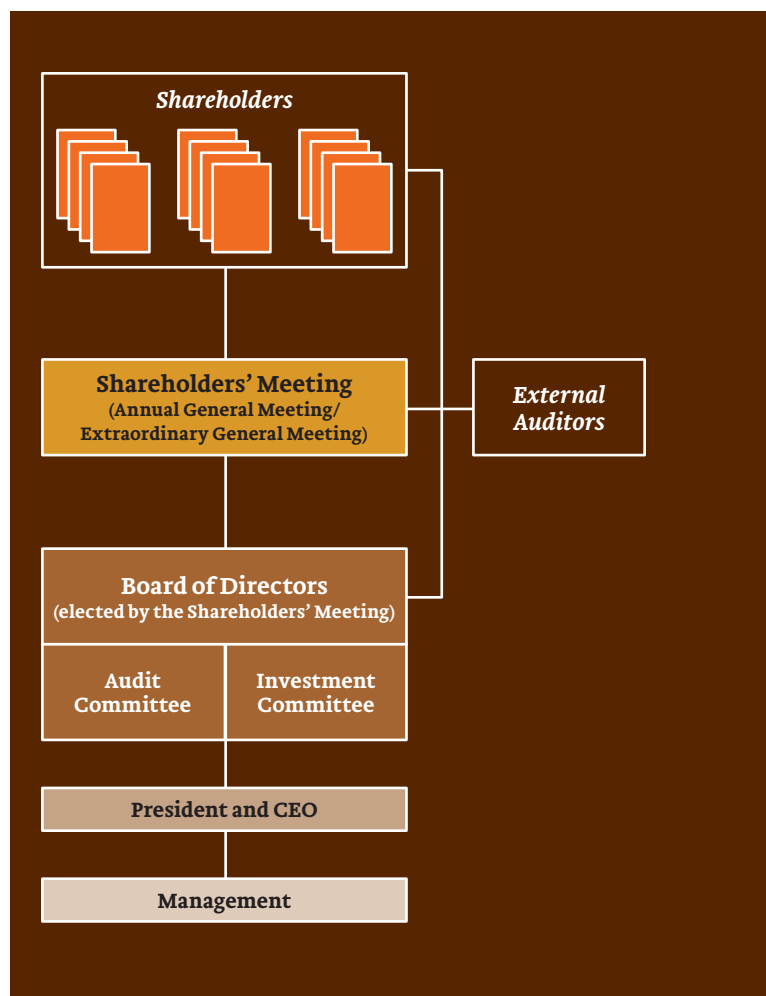 Shareholders
Shareholders’ Meeting
(Annual General Meeting/
Extraordinary General Meeting)
External
Auditors
Board of Directors
(elected by the Shareholders’ Meeting)
Audit
Committee
Investment
Committee
President and CEO
Management